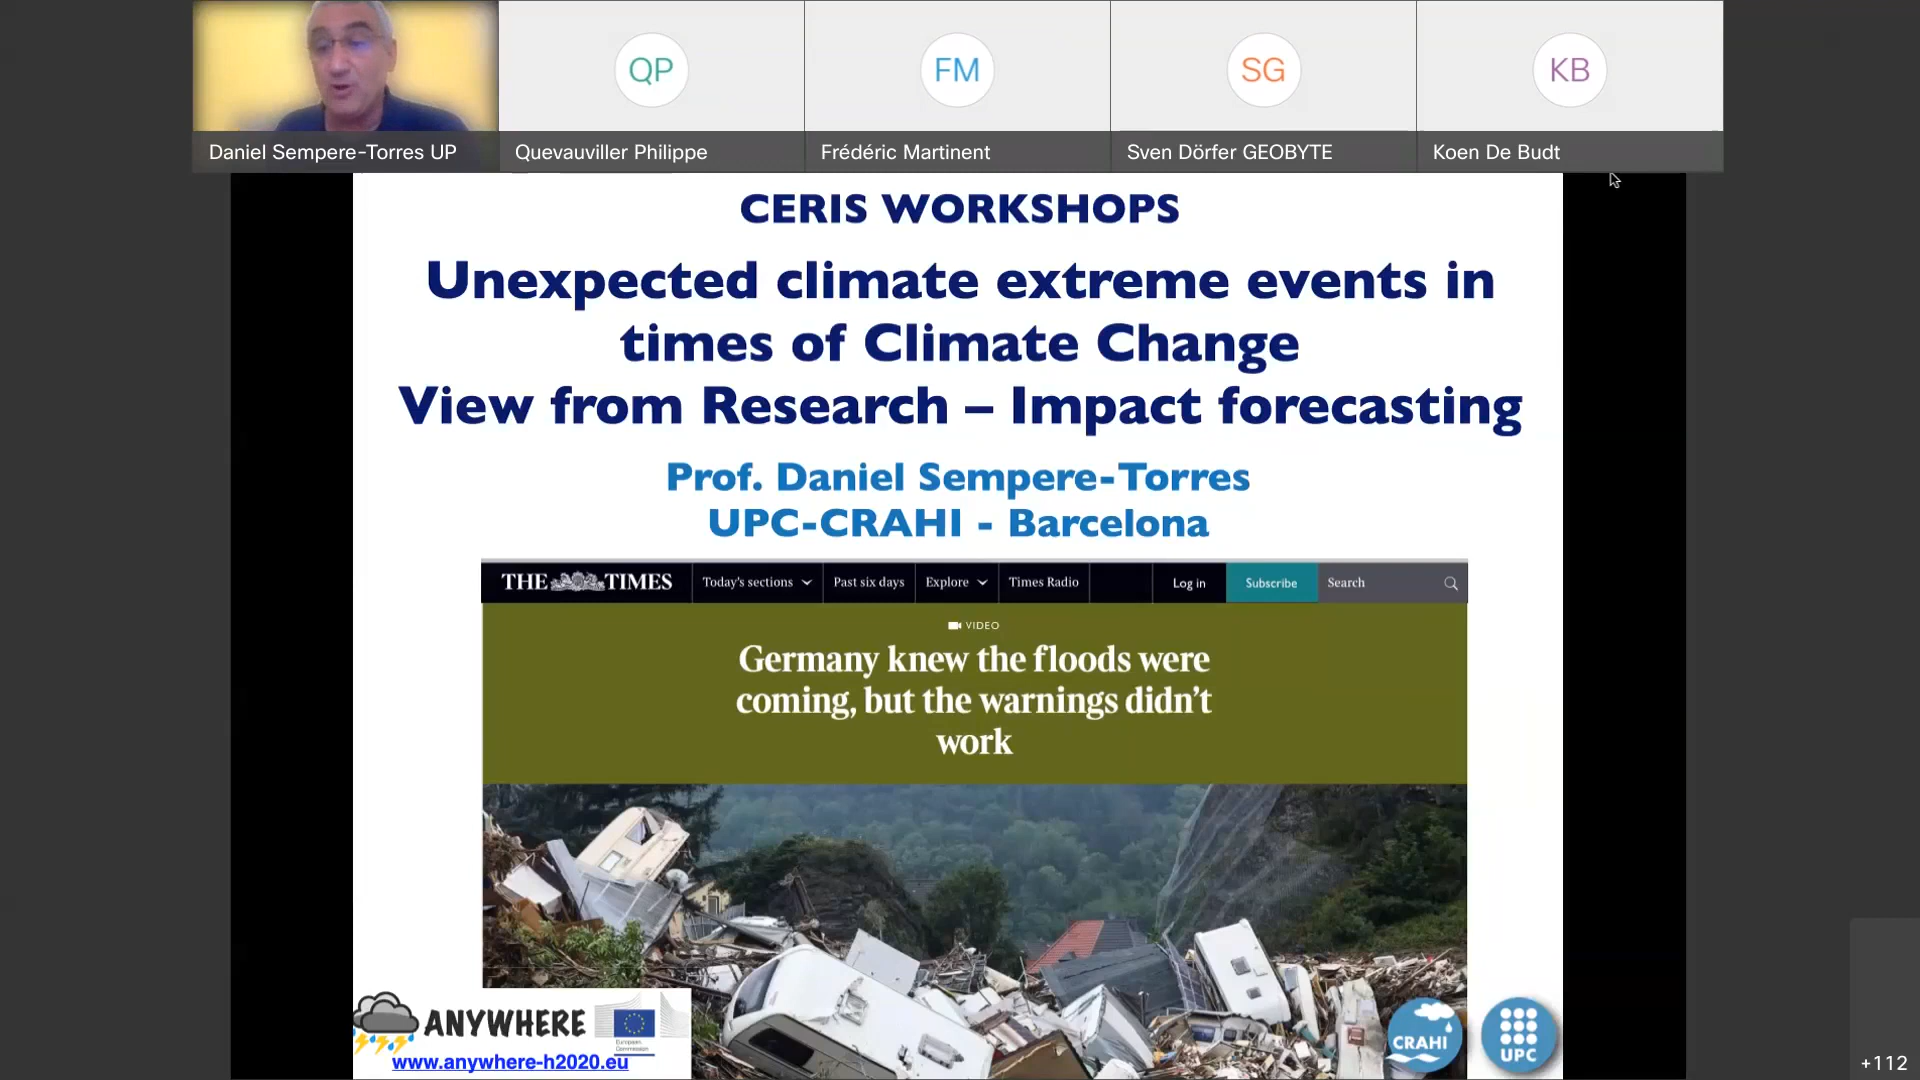 QP
FM
SG
KB
Daniel Sempere-Torres UP
Quevauviller Philippe
Frédéric Martinent
Sven Dörfer GEOBYTE
Koen De Budt
CERIS WORKSHOPS
Unexpected climate extreme events in
times of Climate Change
View from Research – Impact forecasting
Prof. Daniel Sempere-Torres
UPC-CRAHI - Barcelona
THE TIMES
Today's sections
Past six days
Explore
Times Radio
Log in
Subscribe
Search
VIDEO
Germany knew the floods were
coming, but the warnings didn't
work
ANYWHERE
European
Commission
www.anywhere-h2020.eu
CRAHI
UPC
+112